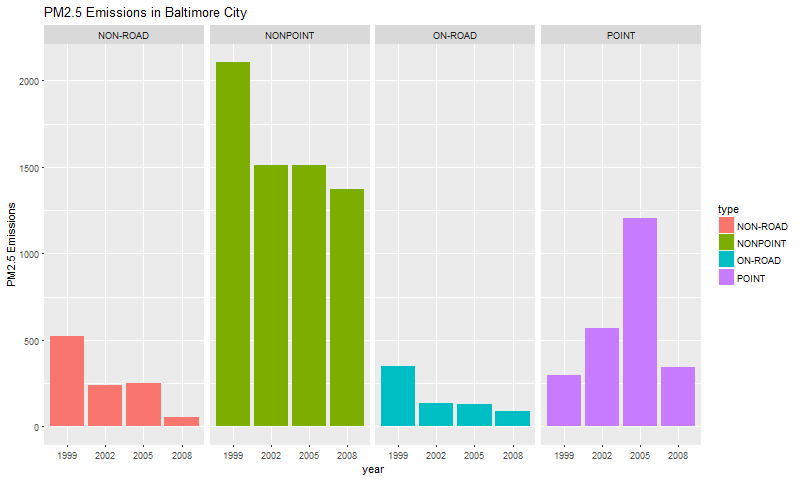 PM2.5 Emissions in Baltimore City
NON-ROAD
NONPOINT
ON-ROAD
POINT
2000
1500
1000
500
0
PM2.5 Emissions
1999 2002 2005 2008
1999 2002 2005 2008
1999 2002 2005 2008
1999 2002 2005 2008
year
type
NON-ROAD
NONPOINT
ON-ROAD
POINT